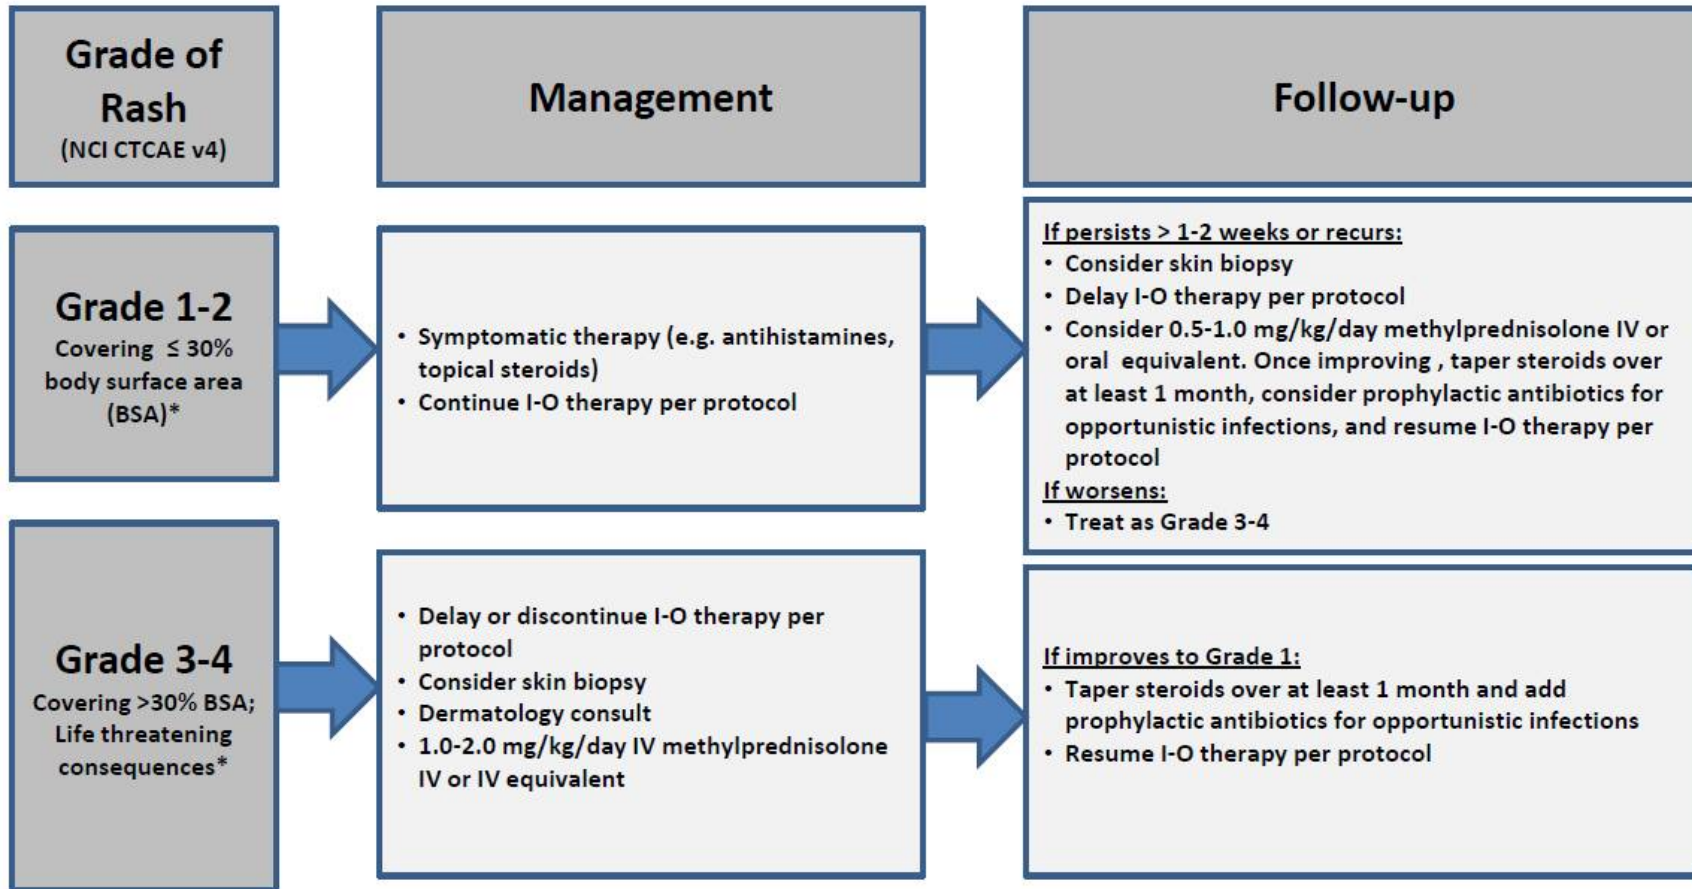 Grade of
Rash
(NCI CTCAE v4)
Management
Follow-up
Grade 1-2
Covering ≤ 30%
body surface area
(BSA)*
• Symptomatic therapy (e.g. antihistamines,
topical steroids)
• Continue I-O therapy per protocol
If persists > 1-2 weeks or recurs:
• Consider skin biopsy
• Delay I-O therapy per protocol
• Consider 0.5-1.0 mg/kg/day methylprednisolone IV or
oral equivalent. Once improving , taper steroids over
at least 1 month, consider prophylactic antibiotics for
opportunistic infections, and resume I-O therapy per
protocol
If worsens:
• Treat as Grade 3-4
Grade 3-4
Covering >30% BSA;
Life threatening
consequences*
• Delay or discontinue I-O therapy per
protocol
• Consider skin biopsy
• Dermatology consult
• 1.0-2.0 mg/kg/day IV methylprednisolone
IV or IV equivalent
If improves to Grade 1:
• Taper steroids over at least 1 month and add
prophylactic antibiotics for opportunistic infections
• Resume I-O therapy per protocol